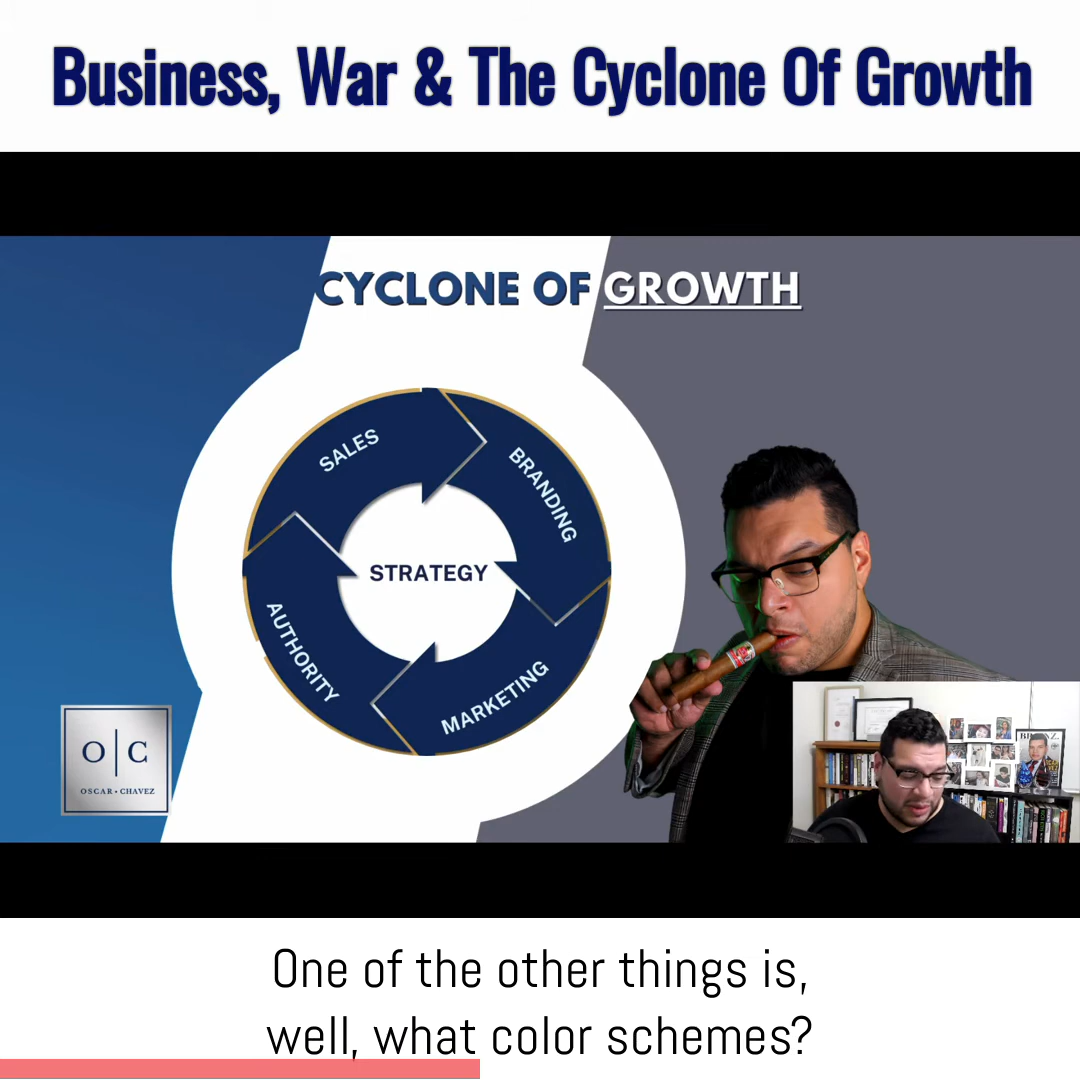 Business, War & The Cyclone Of Growth
CYCLONE OF GROWTH
SALES
BRANDING
STRATEGY
AUTHORITY
MARKETING
O|C
OSCAR • CHAVEZ
One of the other things is,
well, what color schemes?